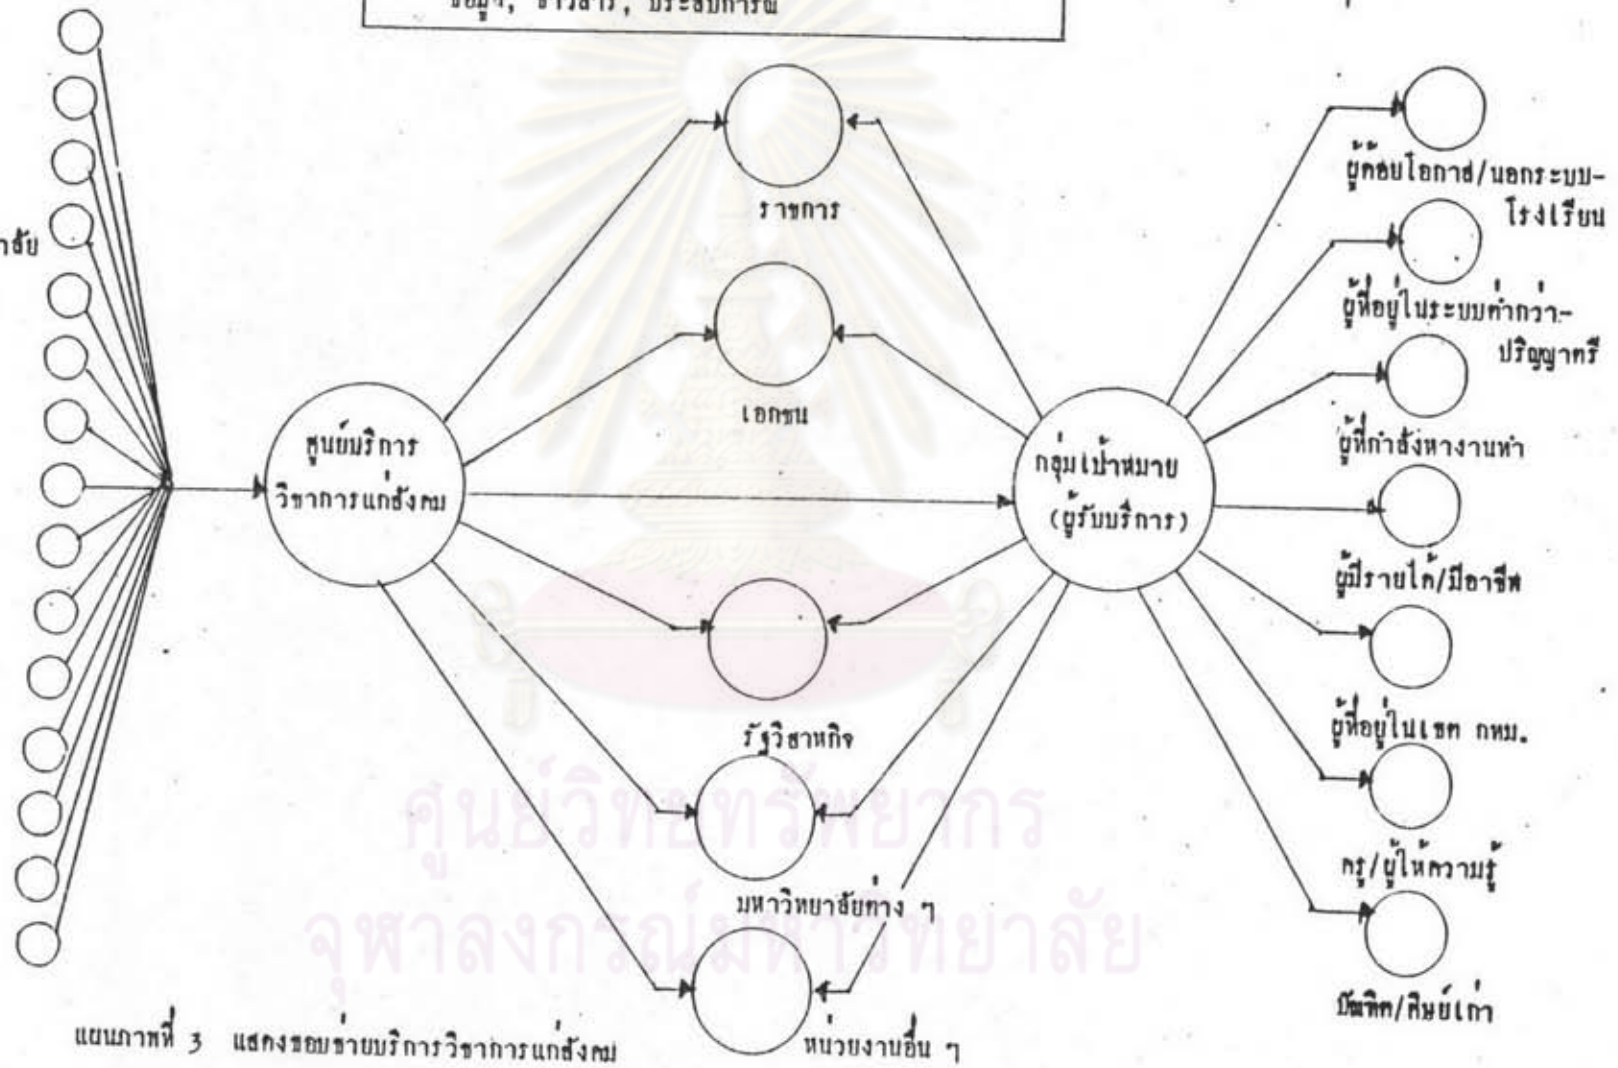 ข้อมูล, ข่าวสาร, ประสบการณ์
ราชการ
เอกชน
รัฐวิสาหกิจ
มหาวิทยาลัยต่าง ๆ
หน่วยงานอื่น ๆ
ศูนย์บริการ
วิชาการแก่สังคม
กลุ่มเป้าหมาย
(ผู้รับบริการ)
ผู้ด้อยโอกาส/นอกระบบ-
โรงเรียน
ผู้ที่อยู่ในระบบต่ำกว่า-
ปริญญาตรี
ผู้ที่กำลังหางานทำ
ผู้มีรายได้/มีอาชีพ
ผู้ที่อยู่ในเขต กทม.
ครู/ผู้ให้ความรู้
บัณฑิต/ศิษย์เก่า
ศูนย์วิทยทรัพยากร
จุฬาลงกรณ์มหาวิทยาลัย
แผนภาพที่ 3 แสดงขอบข่ายบริการวิชาการแก่สังคม